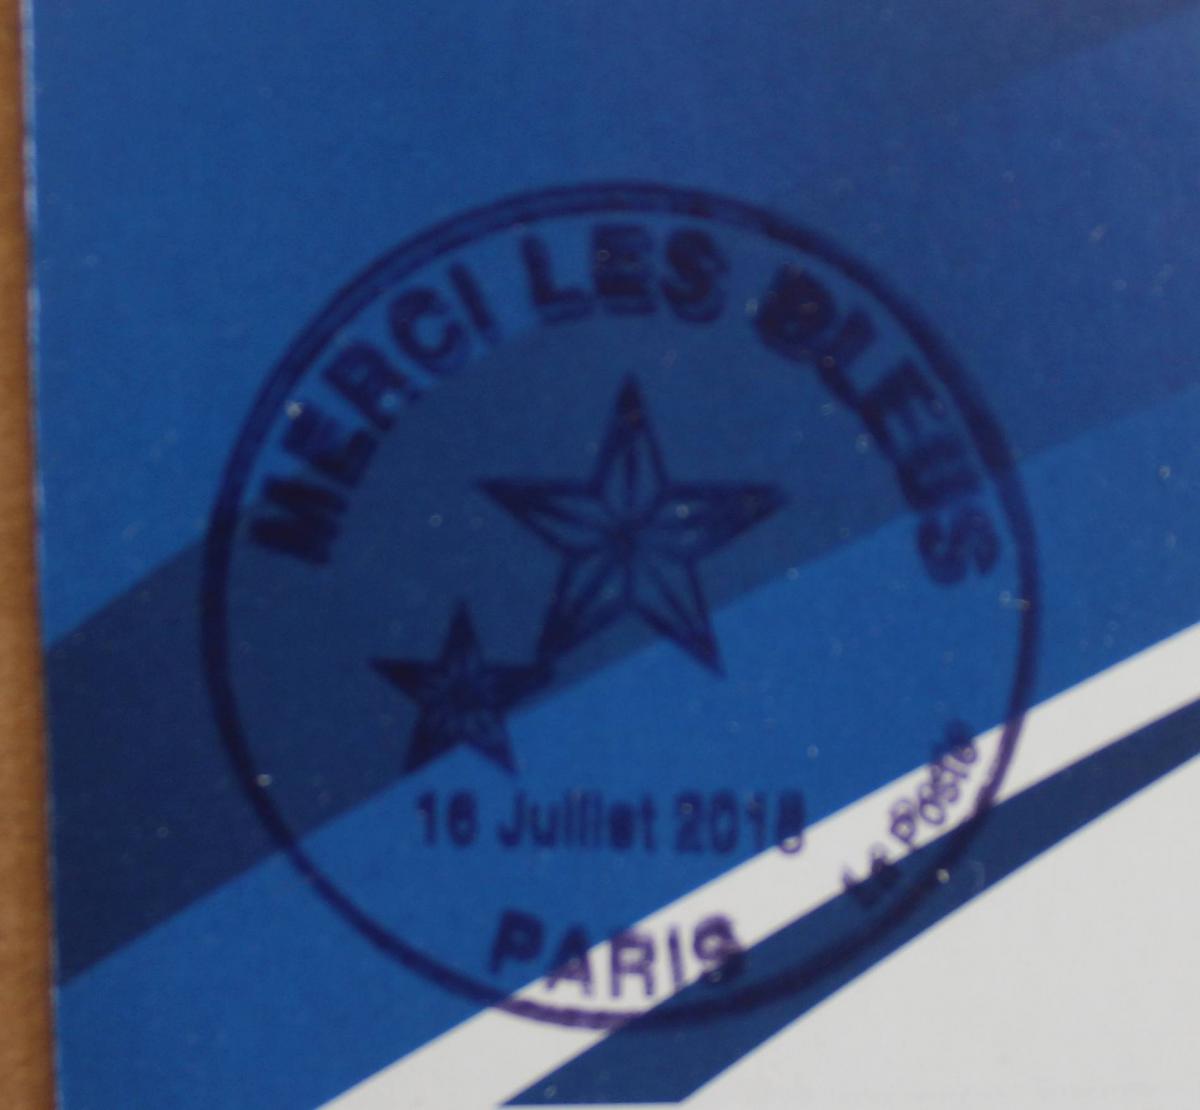 MERCI LES BLEUS
16 Juillet 2018
La Poste
PARIS